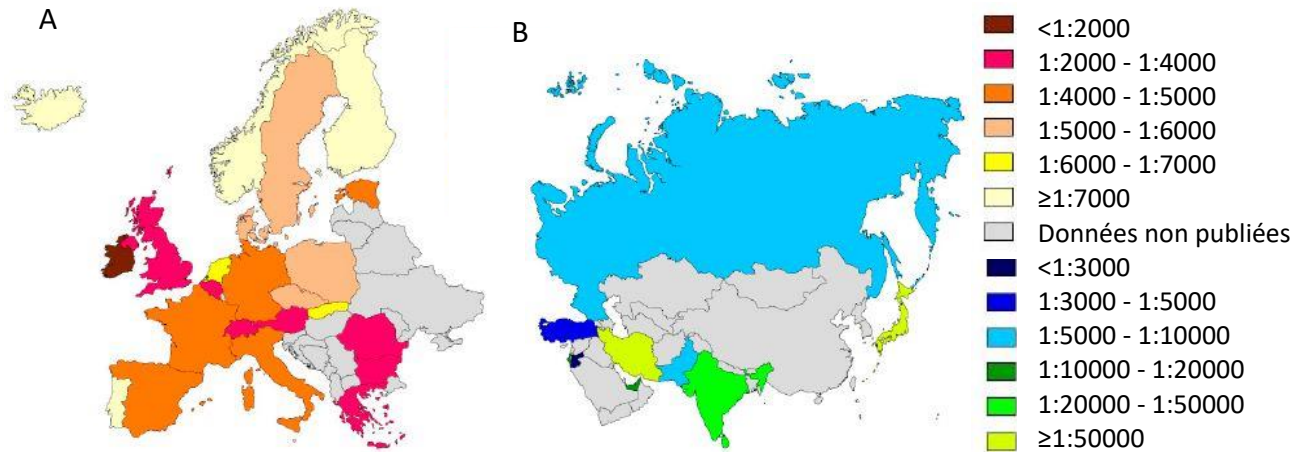 A
B
<1:2000
1:2000 - 1:4000
1:4000 - 1:5000
1:5000 - 1:6000
1:6000 - 1:7000
≥1:7000
Données non publiées
<1:3000
1:3000 - 1:5000
1:5000 - 1:10000
1:10000 - 1:20000
1:20000 - 1:50000
≥1:50000